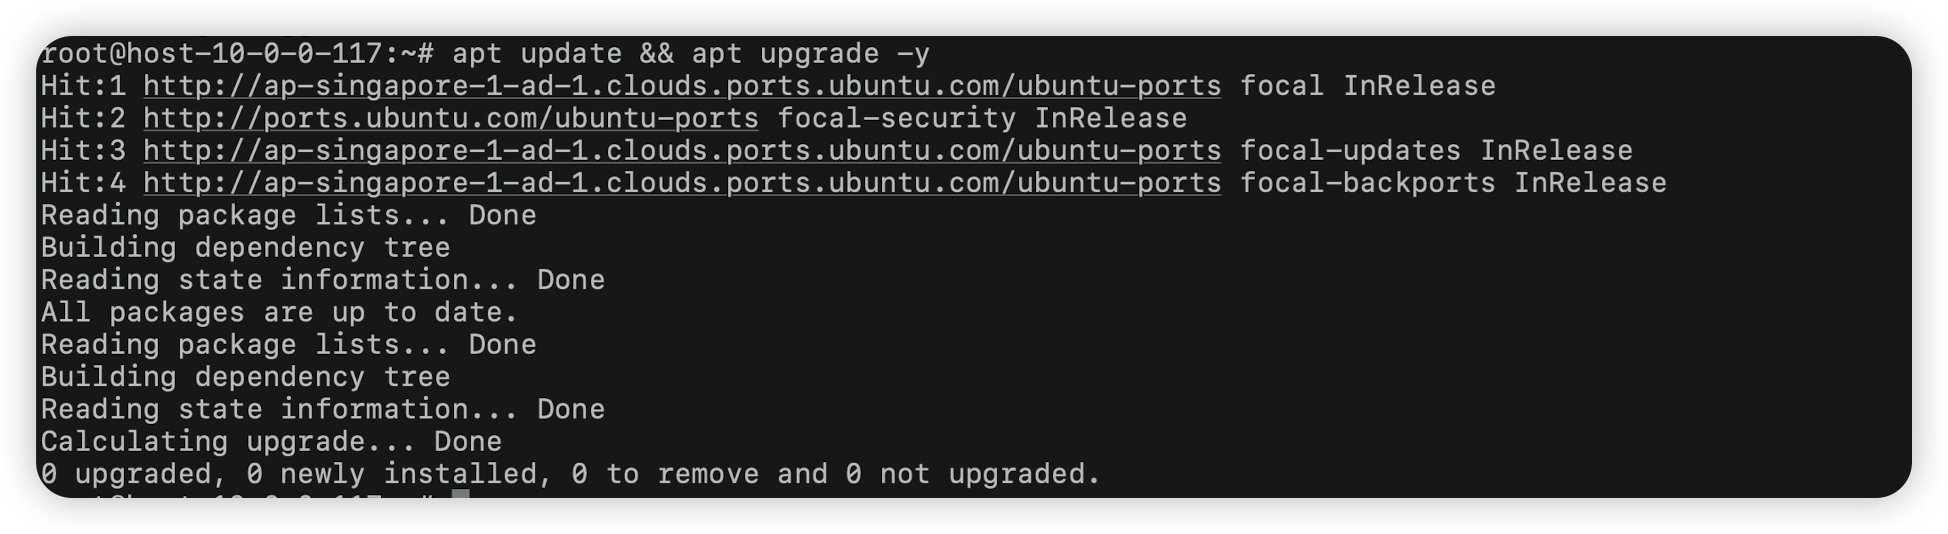 root@host-10-0-0-117:~# apt update && apt upgrade -y
Hit:1 http://ap-singapore-1-ad-1.clouds.ports.ubuntu.com/ubuntu-ports focal InRelease
Hit:2 http://ports.ubuntu.com/ubuntu-ports focal-security InRelease
Hit:3 http://ap-singapore-1-ad-1.clouds.ports.ubuntu.com/ubuntu-ports focal-updates InRelease
Hit:4 http://ap-singapore-1-ad-1.clouds.ports.ubuntu.com/ubuntu-ports focal-backports InRelease
Reading package lists... Done
Building dependency tree
Reading state information... Done
All packages are up to date.
Reading package lists... Done
Building dependency tree
Reading state information... Done
Calculating upgrade... Done
0 upgraded, 0 newly installed, 0 to remove and 0 not upgraded.